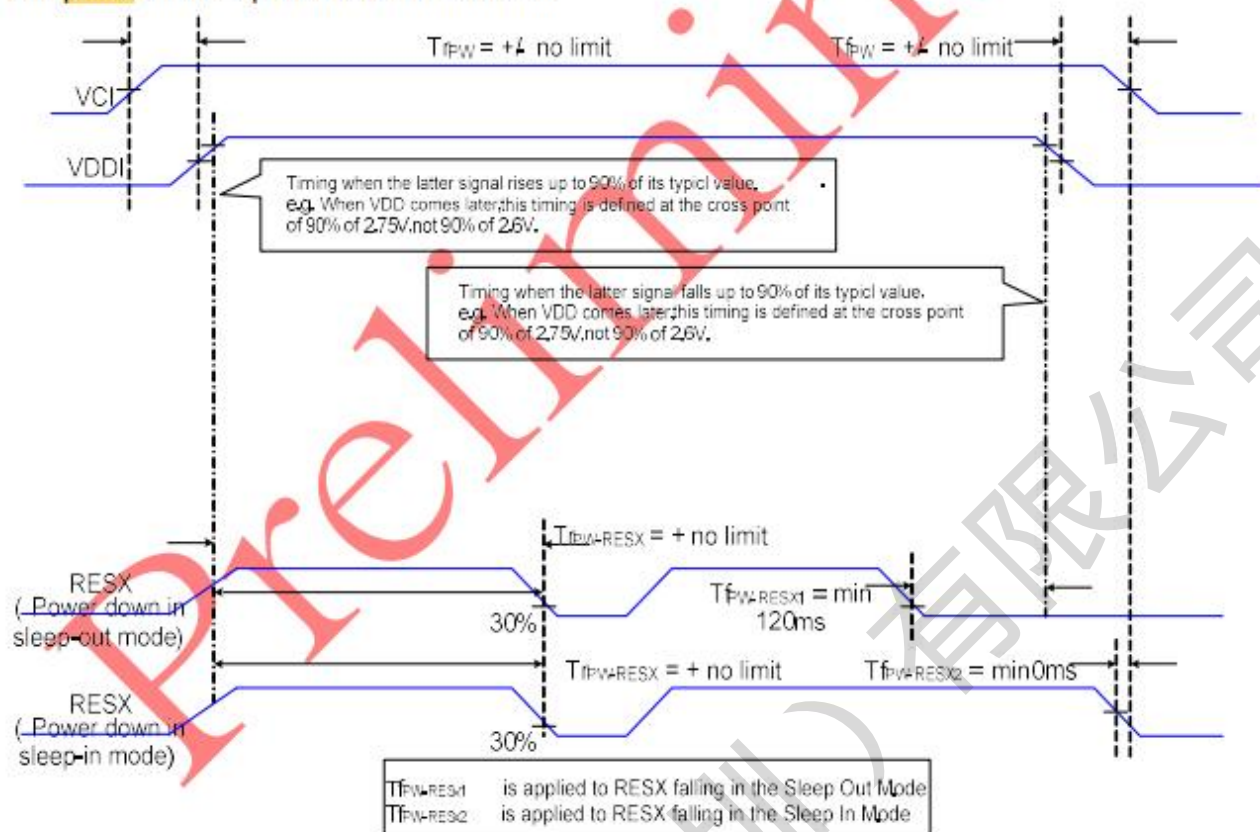 TfPW = +/- no limit
TfPW = +/- no limit
VCI
VDDI
Timing when the latter signal rises up to 90% of its typicl value.
e.g. When VDD comes later,this timing is defined at the cross point
of 90% of 2.75V.not 90% of 2.6V.
Timing when the latter signal falls up to 90% of its typicl value.
e.g. When VDD comes later,this timing is defined at the cross point
of 90% of 2.75V.not 90% of 2.6V.
TfPW-RESX = + no limit
RESX
( Power down in
sleep-out mode)
30%
TfPW-RESX1 = min
120ms
TfPW-RESX = + no limit
TfPW-RESX2 = min0ms
RESX
( Power down in
sleep-in mode)
30%
TfPW-RESX1 is applied to RESX falling in the Sleep Out Mode
TfPW-RESX2 is applied to RESX falling in the Sleep In Mode
Prelimin
圳）有限公司